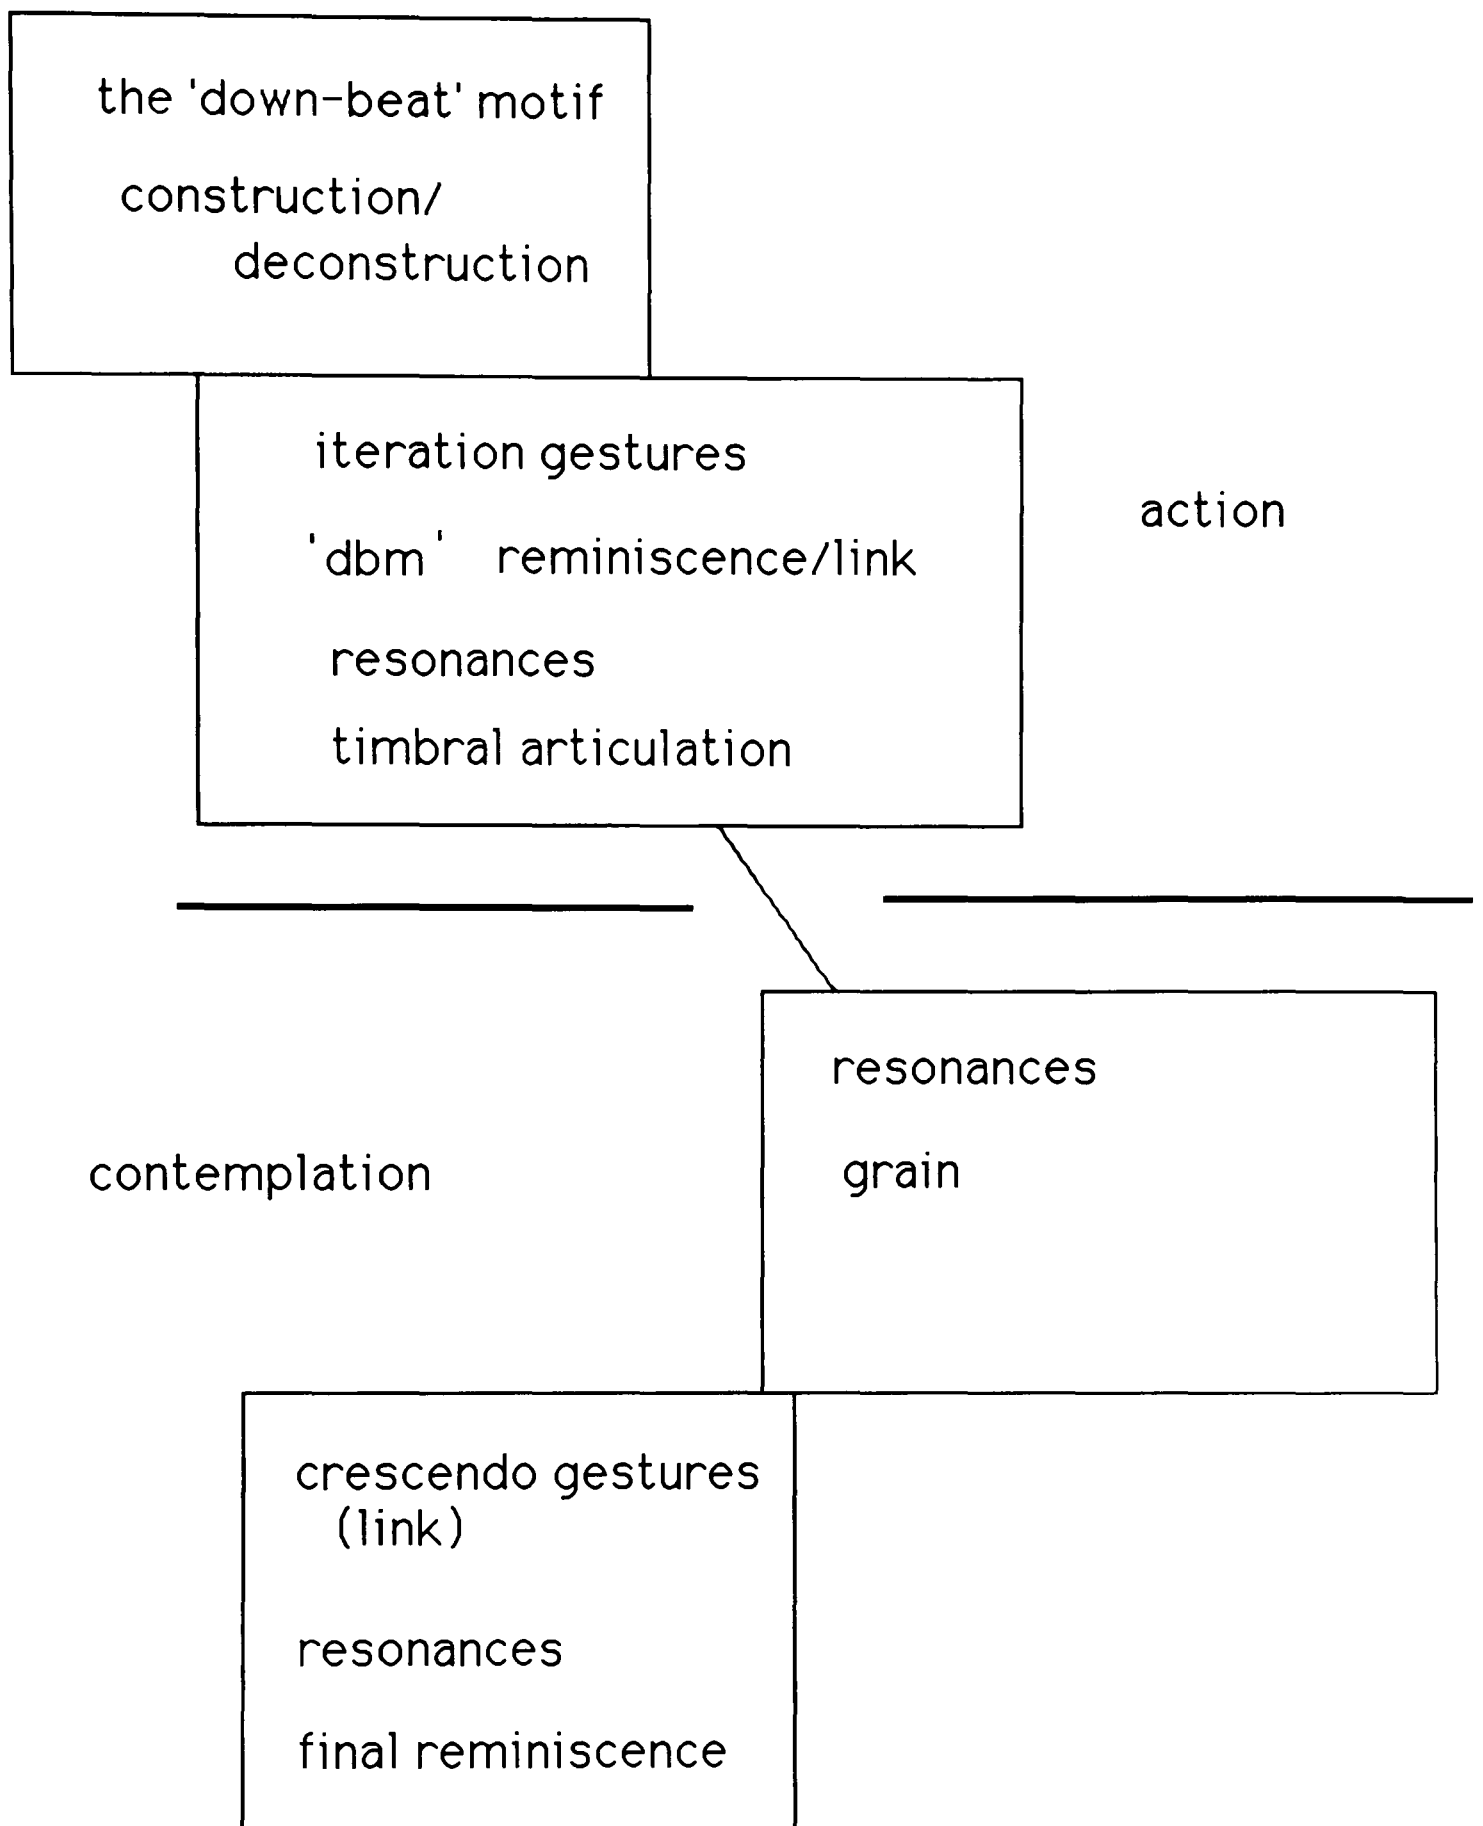 the 'down-beat' motif
construction/
deconstruction
iteration gestures
action
'dbm' reminiscence/link
resonances
timbral articulation
resonances
contemplation
grain
crescendo gestures
(link)
resonances
final reminiscence